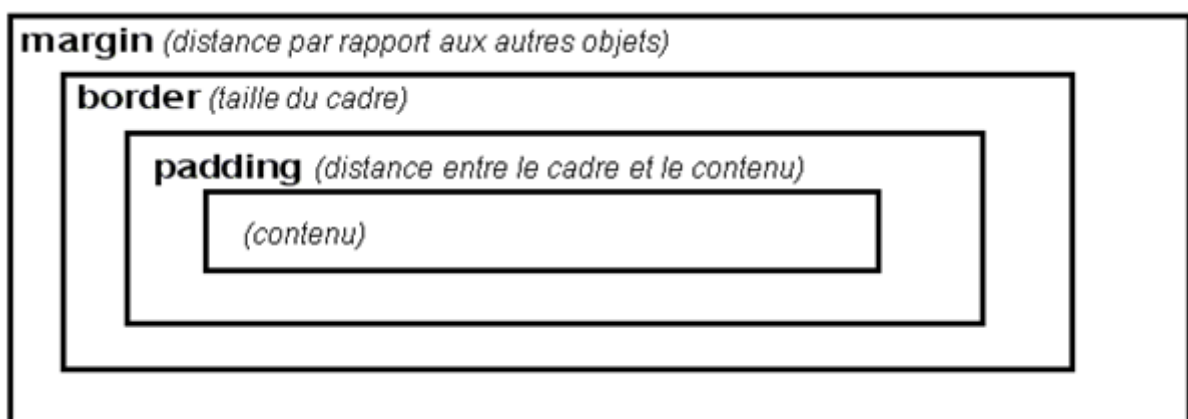 margin (distance par rapport aux autres objets)
border (taille du cadre)
padding (distance entre le cadre et le contenu)
(contenu)